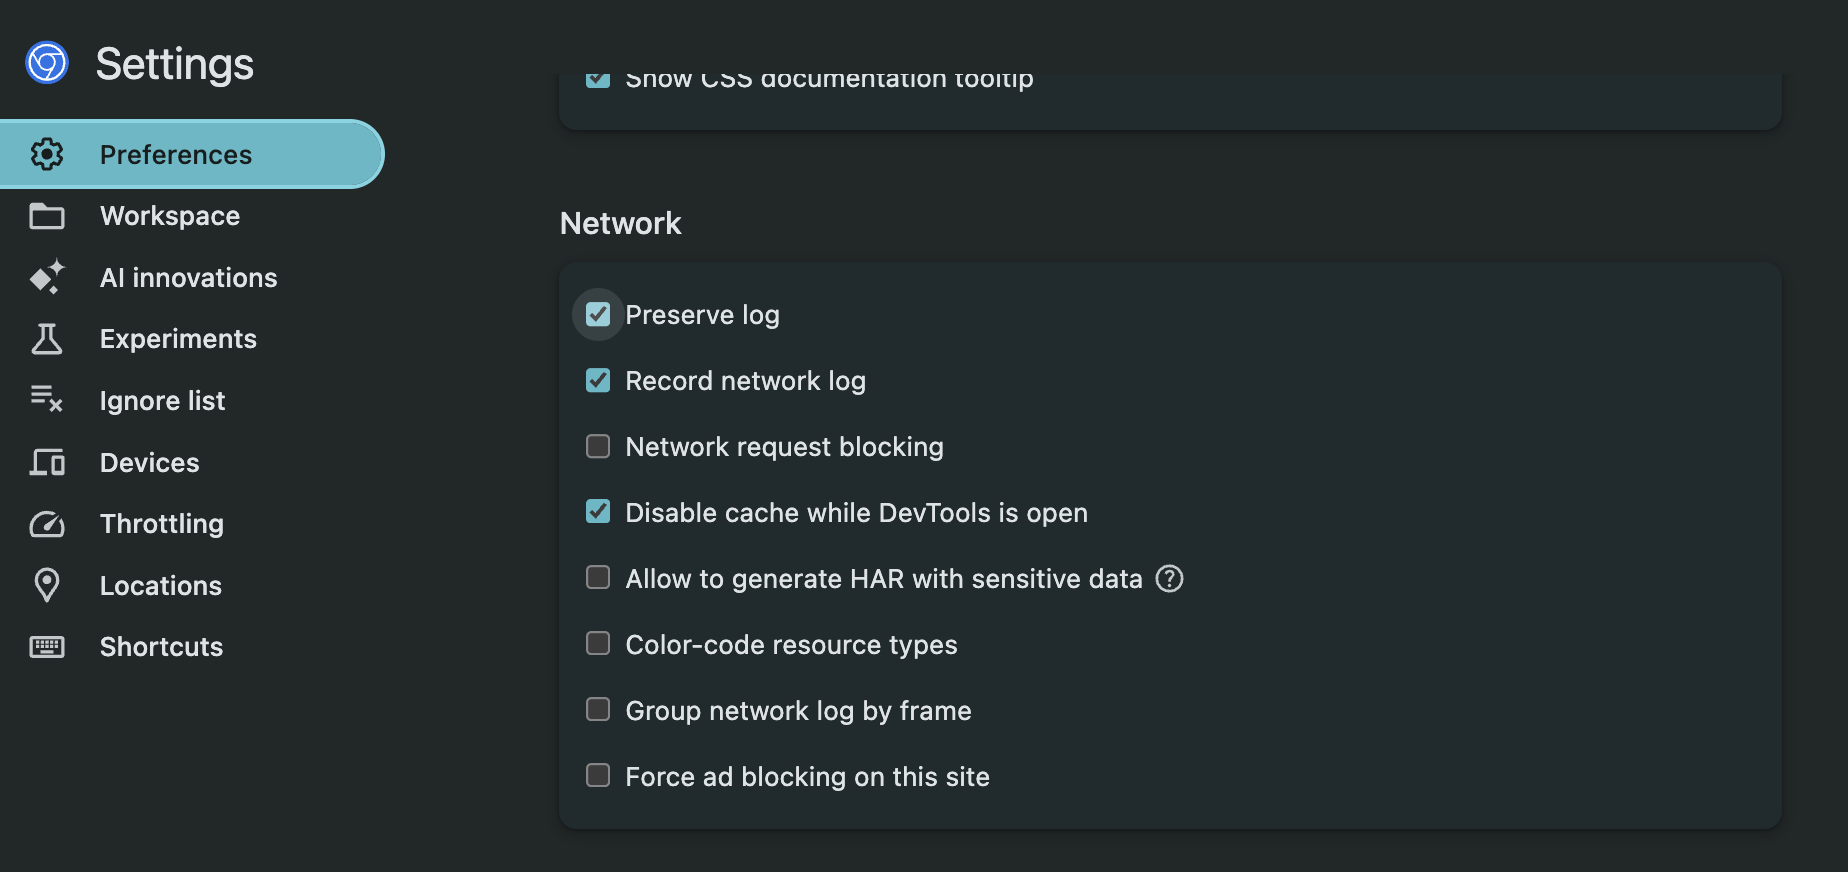 Settings
Preferences
Workspace
AI innovations
Experiments
Ignore list
Devices
Throttling
Locations
Shortcuts
Show CSS documentation tooltip
Network
Preserve log
Record network log
Network request blocking
Disable cache while DevTools is open
Allow to generate HAR with sensitive data
Color-code resource types
Group network log by frame
Force ad blocking on this site